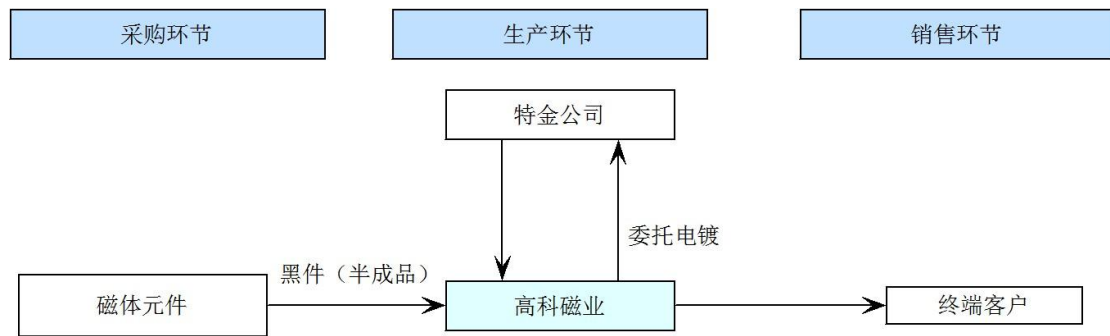 采购环节
生产环节
销售环节
特金公司
委托电镀
黑件（半成品）
磁体元件
高科磁业
终端客户